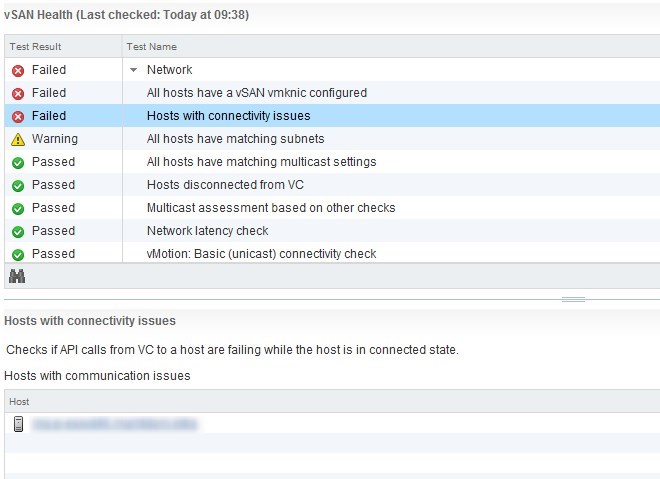 vSAN Health (Last checked: Today at 09:38)
Test Result Test Name
Failed Network
Failed All hosts have a vSAN vmknic configured
Failed Hosts with connectivity issues
Warning All hosts have matching subnets
Passed All hosts have matching multicast settings
Passed Hosts disconnected from VC
Passed Multicast assessment based on other checks
Passed Network latency check
Passed vMotion: Basic (unicast) connectivity check
Hosts with connectivity issues
Checks if API calls from VC to a host are failing while the host is in connected state.
Hosts with communication issues
Host